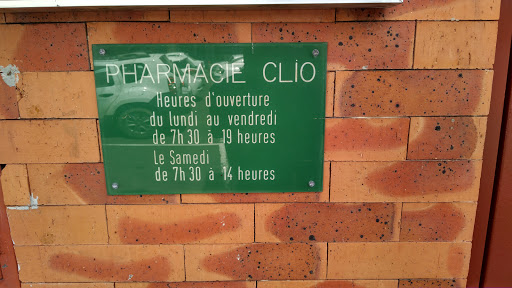 PHARMACIE CLIO
Heures d'ouverture
du lundi au vendredi
de 7h30 à 19 heures
Le Samedi
de 7h30 à 14 heures